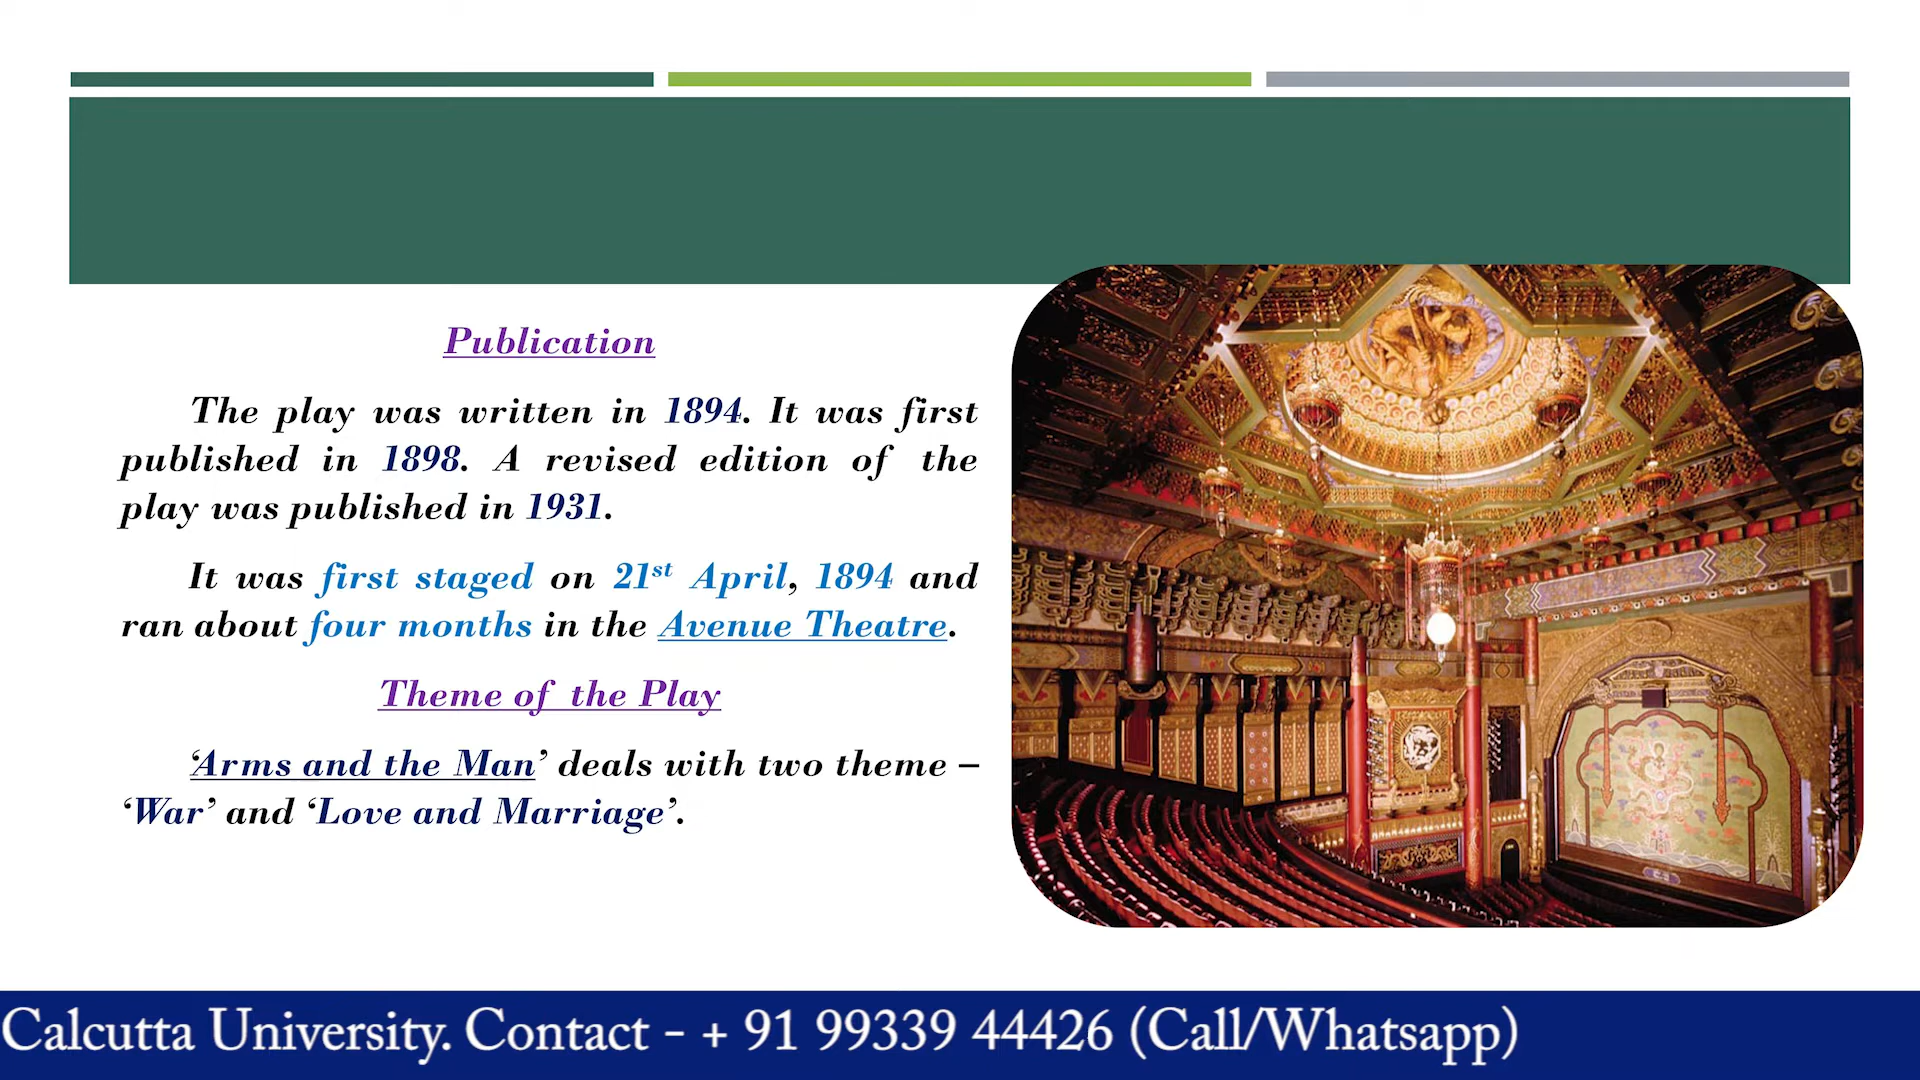 Publication
The play was written in 1894. It was first
published in 1898. A revised edition of the
play was published in 1931.
It was first staged on 21st April, 1894 and
ran about four months in the Avenue Theatre.
Theme of the Play
‘Arms and the Man’ deals with two theme –
‘War’ and ‘Love and Marriage’.
Calcutta University. Contact - + 91 99339 44426 (Call/Whatsapp)